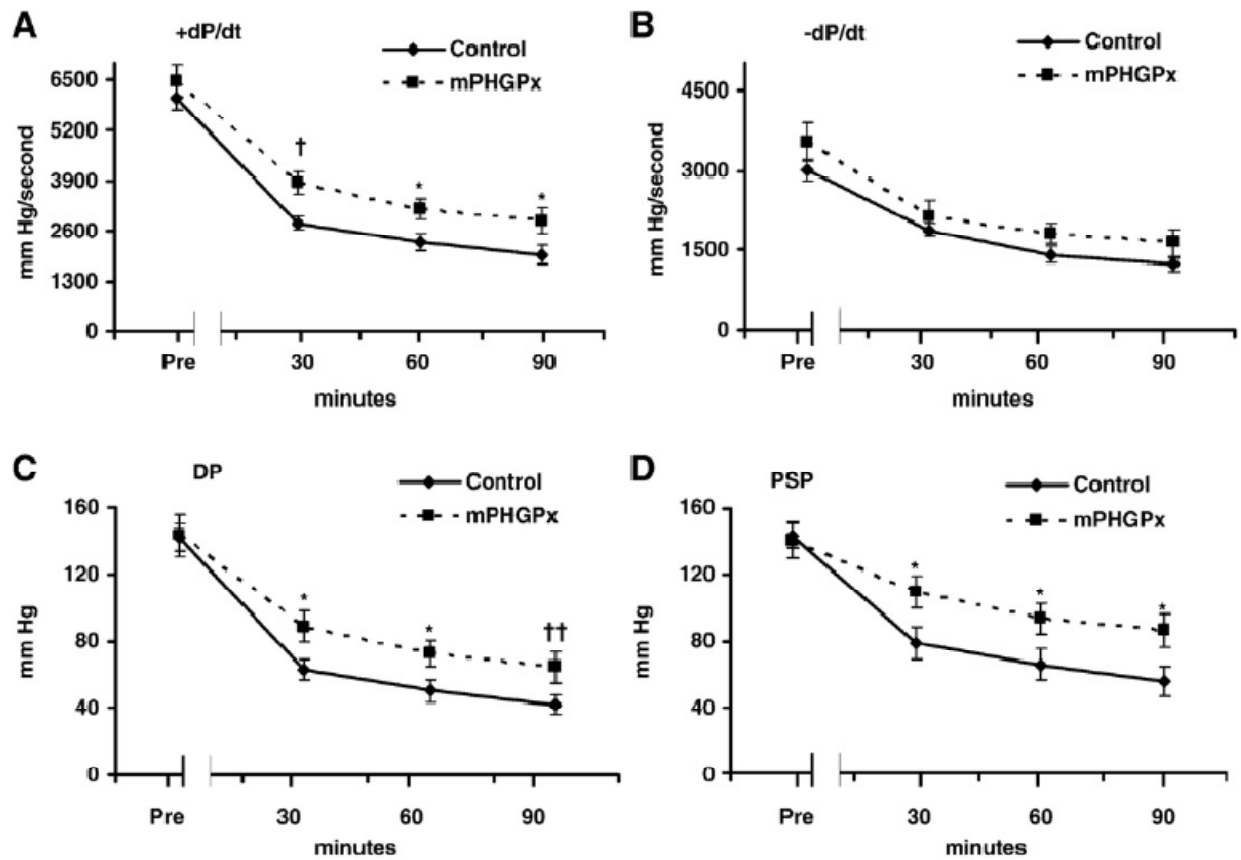 A
+dP/dt
Control
mPHGPx
6500
5200
3900
2600
1300
0
mm Hg/second
†
*
*
Pre
30
60
90
minutes
B
-dP/dt
Control
mPHGPx
4500
3000
1500
0
mm Hg/second
Pre
30
60
90
minutes
C
DP
Control
mPHGPx
160
120
80
40
0
mm Hg
*
*
††
Pre
30
60
90
minutes
D
PSP
Control
mPHGPx
160
120
80
40
0
mm Hg
*
*
*
Pre
30
60
90
minutes